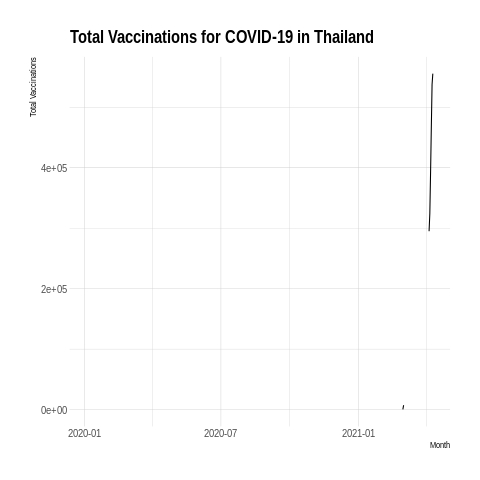 Total Vaccinations for COVID-19 in Thailand
Total Vaccinations
4e+05
2e+05
0e+00
2020-01
2020-07
2021-01
Month